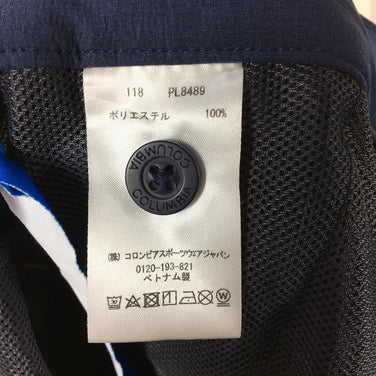 118 PL8489
ポリエステル 100%
COLUMBIA
COLUMBIA
(株) コロンビアスポーツウェアジャパン
0120-193-821
ベトナム製